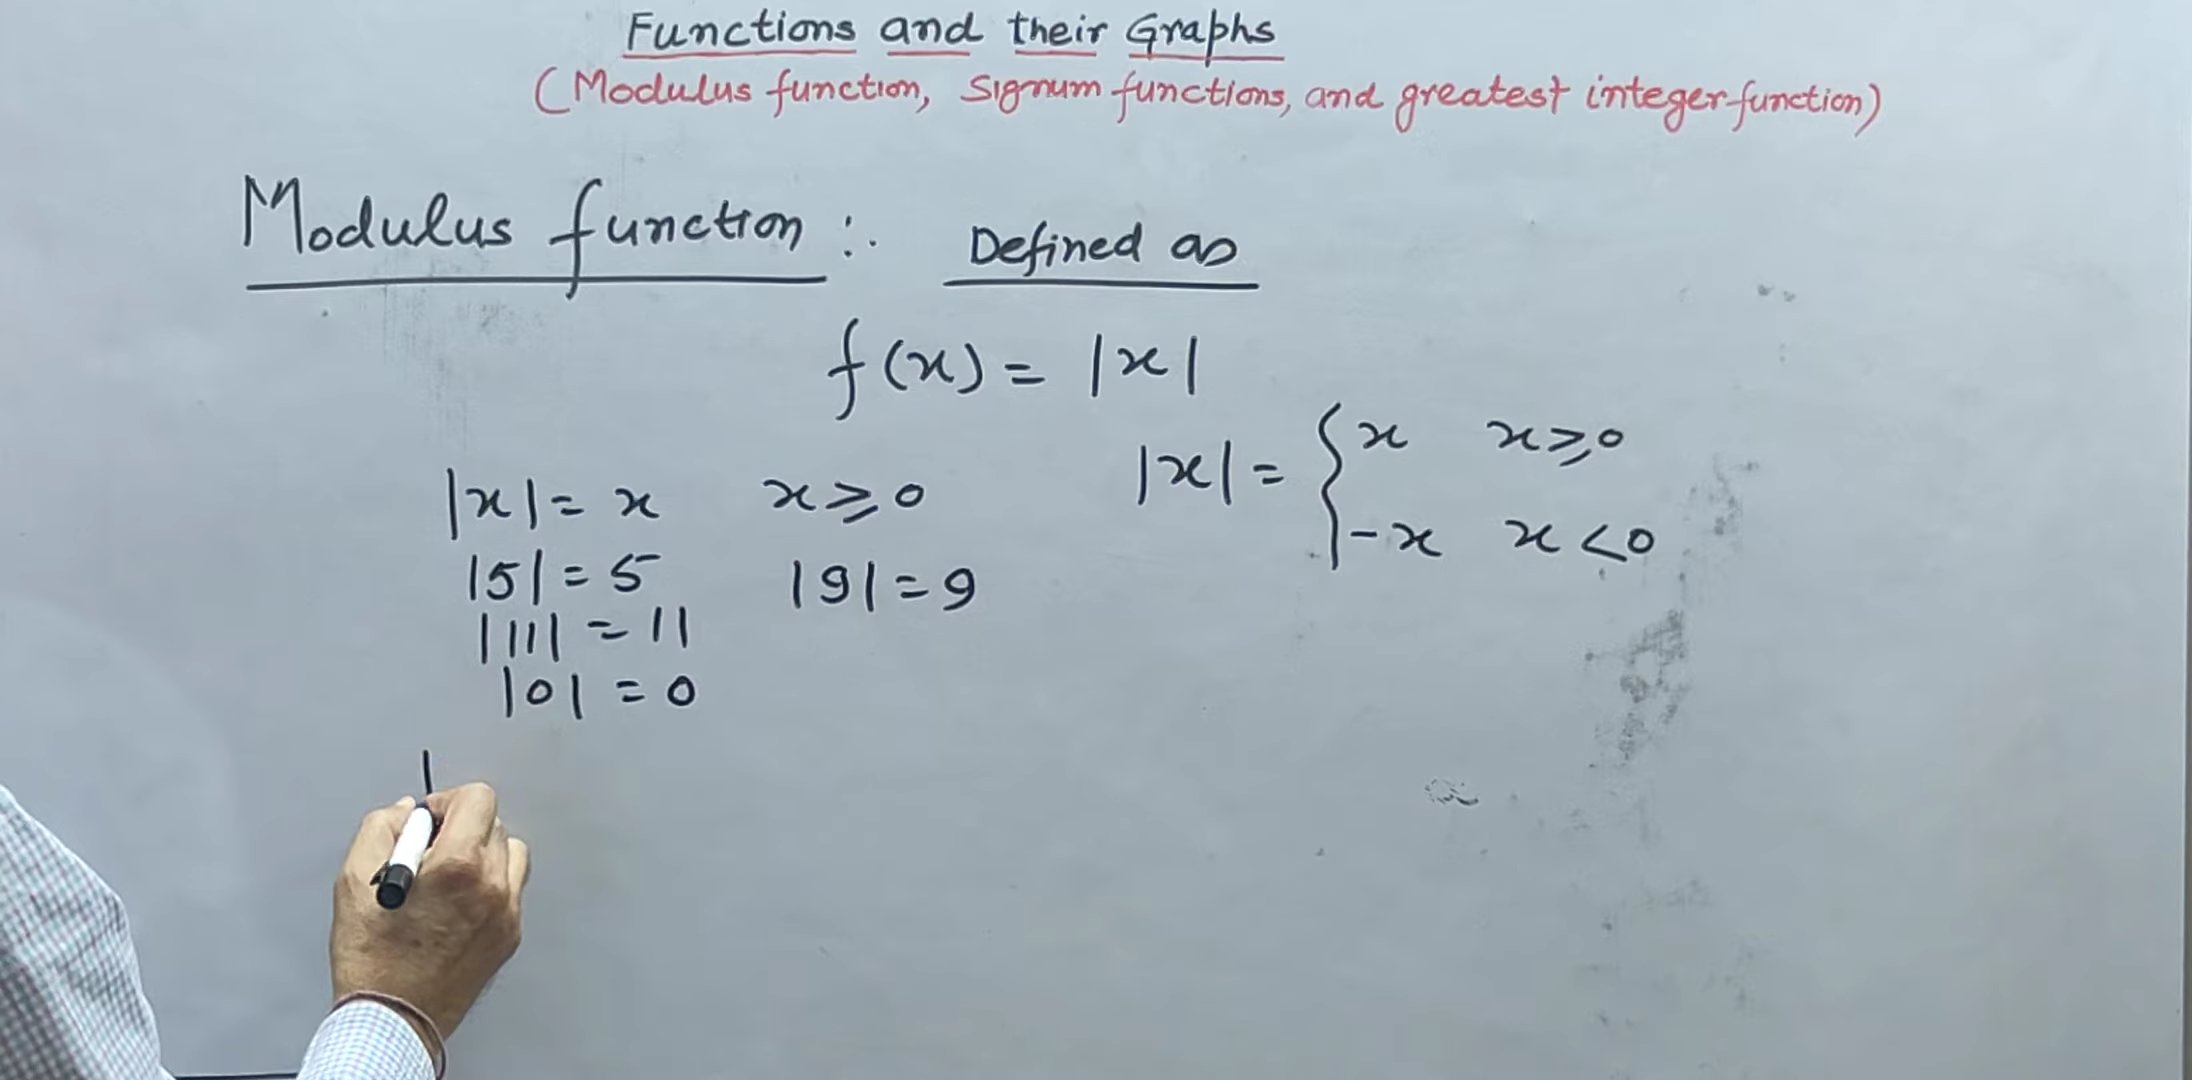 Functions and their Graphs
(Modulus function, Signum functions, and greatest integer function)
Modulus function :. Defined as
f(x) = |x|
|x| = { x x ≥ 0
-x x < 0
|x| = x x ≥ 0
|5| = 5 |9| = 9
|11| = 11
|0| = 0
|